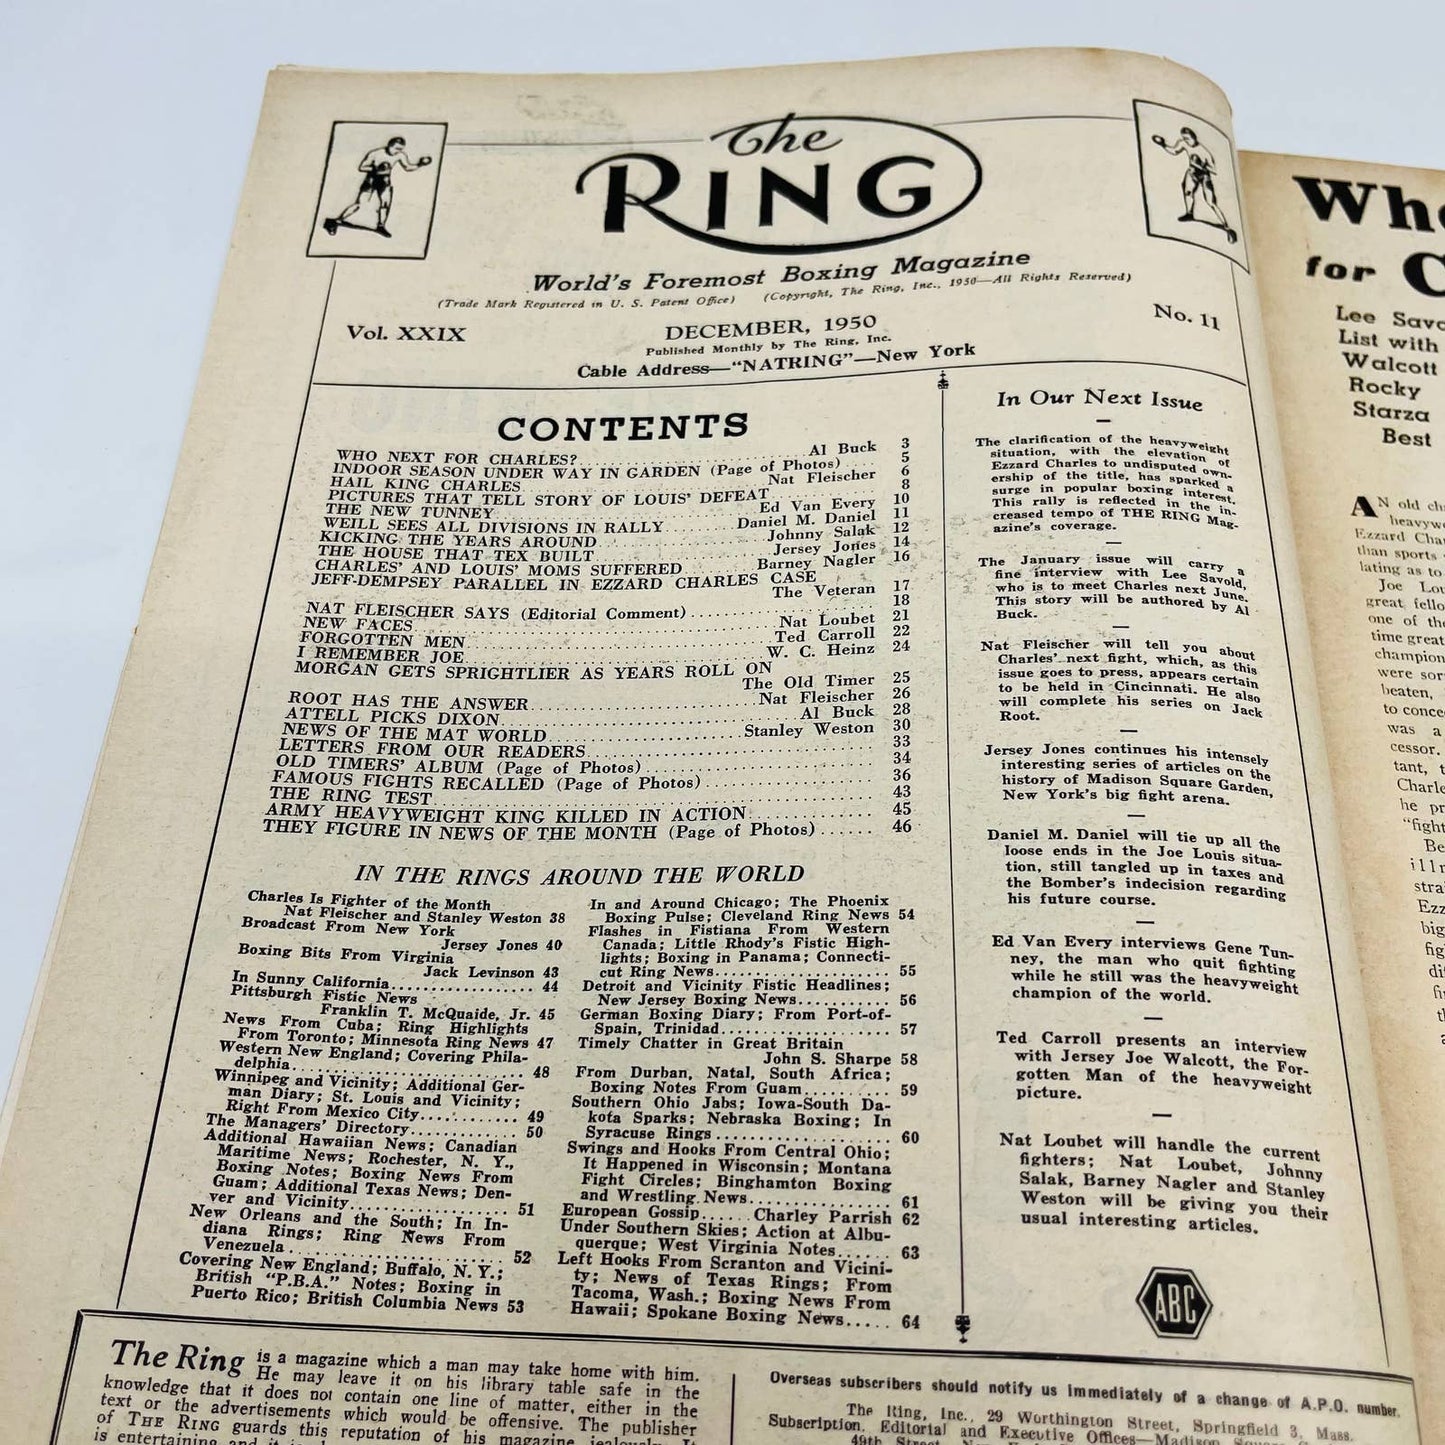 The
RING
World's Foremost Boxing Magazine
(Trade Mark Registered in U. S. Patent Office) (Copyright, The Ring, Inc., 1950—All Rights Reserved)
Vol. XXIX
DECEMBER, 1950
No. 11
Published Monthly by The Ring, Inc.
Cable Address—"NATRING"—New York
CONTENTS
WHO NEXT FOR CHARLES? Al Buck 3
INDOOR SEASON UNDER WAY IN GARDEN (Page of Photos) 5
HAIL KING CHARLES Nat Fleischer 6
PICTURES THAT TELL STORY OF LOUIS' DEFEAT 8
THE NEW TUNNEY Ed Van Every 10
WEILL SEES ALL DIVISIONS IN RALLY Daniel M. Daniel 11
KICKING THE YEARS AROUND Johnny Salak 12
THE HOUSE THAT TEX BUILT Jersey Jones 14
CHARLES' AND LOUIS' MOMS SUFFERED Barney Nagler 16
JEFF-DEMPSEY PARALLEL IN EZZARD CHARLES CASE
The Veteran 17
NAT FLEISCHER SAYS (Editorial Comment) 18
NEW FACES Nat Loubet 21
FORGOTTEN MEN Ted Carroll 22
I REMEMBER JOE W. C. Heinz 24
MORGAN GETS SPRIGHTLIER AS YEARS ROLL ON
The Old Timer 25
ROOT HAS THE ANSWER Nat Fleischer 26
ATTELL PICKS DIXON Al Buck 28
NEWS OF THE MAT WORLD Stanley Weston 30
LETTERS FROM OUR READERS 33
OLD TIMERS' ALBUM (Page of Photos) 34
FAMOUS FIGHTS RECALLED (Page of Photos) 36
THE RING TEST 43
ARMY HEAVYWEIGHT KING KILLED IN ACTION 45
THEY FIGURE IN NEWS OF THE MONTH (Page of Photos) 46
IN THE RINGS AROUND THE WORLD
Charles Is Fighter of the Month
Nat Fleischer and Stanley Weston 38
Broadcast From New York
Jersey Jones 40
Boxing Bits From Virginia
Jack Levinson 43
In Sunny California 44
Pittsburgh Fistic News
Franklin T. McQuaide, Jr. 45
News From Cuba; Ring Highlights
From Toronto; Minnesota Ring News 47
Western New England; Covering Phila-
delphia 48
Winnipeg and Vicinity; Additional Ger-
man Diary; St. Louis and Vicinity;
Right From Mexico City 49
The Managers' Directory 50
Additional Hawaiian News; Canadian
Maritime News; Rochester, N. Y.,
Boxing Notes; Boxing News From
Guam; Additional Texas News; Den-
ver and Vicinity 51
New Orleans and the South; In In-
diana Rings; Ring News From
Venezuela 52
Covering New England; Buffalo, N. Y.;
British "P.B.A." Notes; Boxing in
Puerto Rico; British Columbia News 53
In and Around Chicago; The Phoenix
Boxing Pulse; Cleveland Ring News 54
Flashes in Fistiana From Western
Canada; Little Rhody's Fistic High-
lights; Boxing in Panama; Connecti-
cut Ring News 55
Detroit and Vicinity Fistic Headlines;
New Jersey Boxing News 56
German Boxing Diary; From Port-of-
Spain, Trinidad 57
Timely Chatter in Great Britain
John S. Sharpe 58
From Durban, Natal, South Africa;
Boxing Notes From Guam 59
Southern Ohio Jabs; Iowa-South Da-
kota Sparks; Nebraska Boxing; In
Syracuse Rings 60
Swings and Hooks From Central Ohio;
It Happened in Wisconsin; Montana
Fight Circles; Binghamton Boxing
and Wrestling News 61
European Gossip Charley Parrish 62
Under Southern Skies; Action at Albu-
querque; West Virginia Notes 63
Left Hooks From Scranton and Vicini-
ty; News of Texas Rings; From
Tacoma, Wash.; Boxing News From
Hawaii; Spokane Boxing News 64
In Our Next Issue
The clarification of the heavyweight
situation, with the elevation of
Ezzard Charles to undisputed own-
ership of the title, has sparked a
surge in popular boxing interest.
This rally is reflected in the in-
creased tempo of THE RING Mag-
azine's coverage.
The January issue will carry a
fine interview with Lee Savold,
who is to meet Charles next June.
This story will be authored by Al
Buck.
Nat Fleischer will tell you about
Charles' next fight, which, as this
issue goes to press, appears certain
to be held in Cincinnati. He also
will complete his series on Jack
Root.
Jersey Jones continues his intensely
interesting series of articles on the
history of Madison Square Garden,
New York's big fight arena.
Daniel M. Daniel will tie up all the
loose ends in the Joe Louis situa-
tion, still tangled up in taxes and
the Bomber's indecision regarding
his future course.
Ed Van Every interviews Gene Tun-
ney, the man who quit fighting
while he still was the heavyweight
champion of the world.
Ted Carroll presents an interview
with Jersey Joe Walcott, the For-
gotten Man of the heavyweight
picture.
Nat Loubet will handle the current
fighters; Nat Loubet, Johnny
Salak, Barney Nagler and Stanley
Weston will be giving you their
usual interesting articles.
ABC
The Ring is a magazine which a man may take home with him.
He may leave it on his library table safe in the
knowledge that it does not contain one line of matter, either in the
text or the advertisements which would be offensive. The publisher
of THE RING guards this reputation of his magazine jealously. It
is entertaining and it is
Overseas subscribers should notify us immediately of a change of A.P.O. number.
The Ring, Inc., 29 Worthington Street, Springfield 3, Mass.
Subscription, Editorial and Executive Offices—Madison Square
49th Street, New
for
Lee
List with
Walcott
Rocky
Starza
Best
AN old
Ezzard
than sports
lating as to
Joe
great
one of
time great
champion
were
beaten,
to
was a
cessor.
tant,
he
"fight